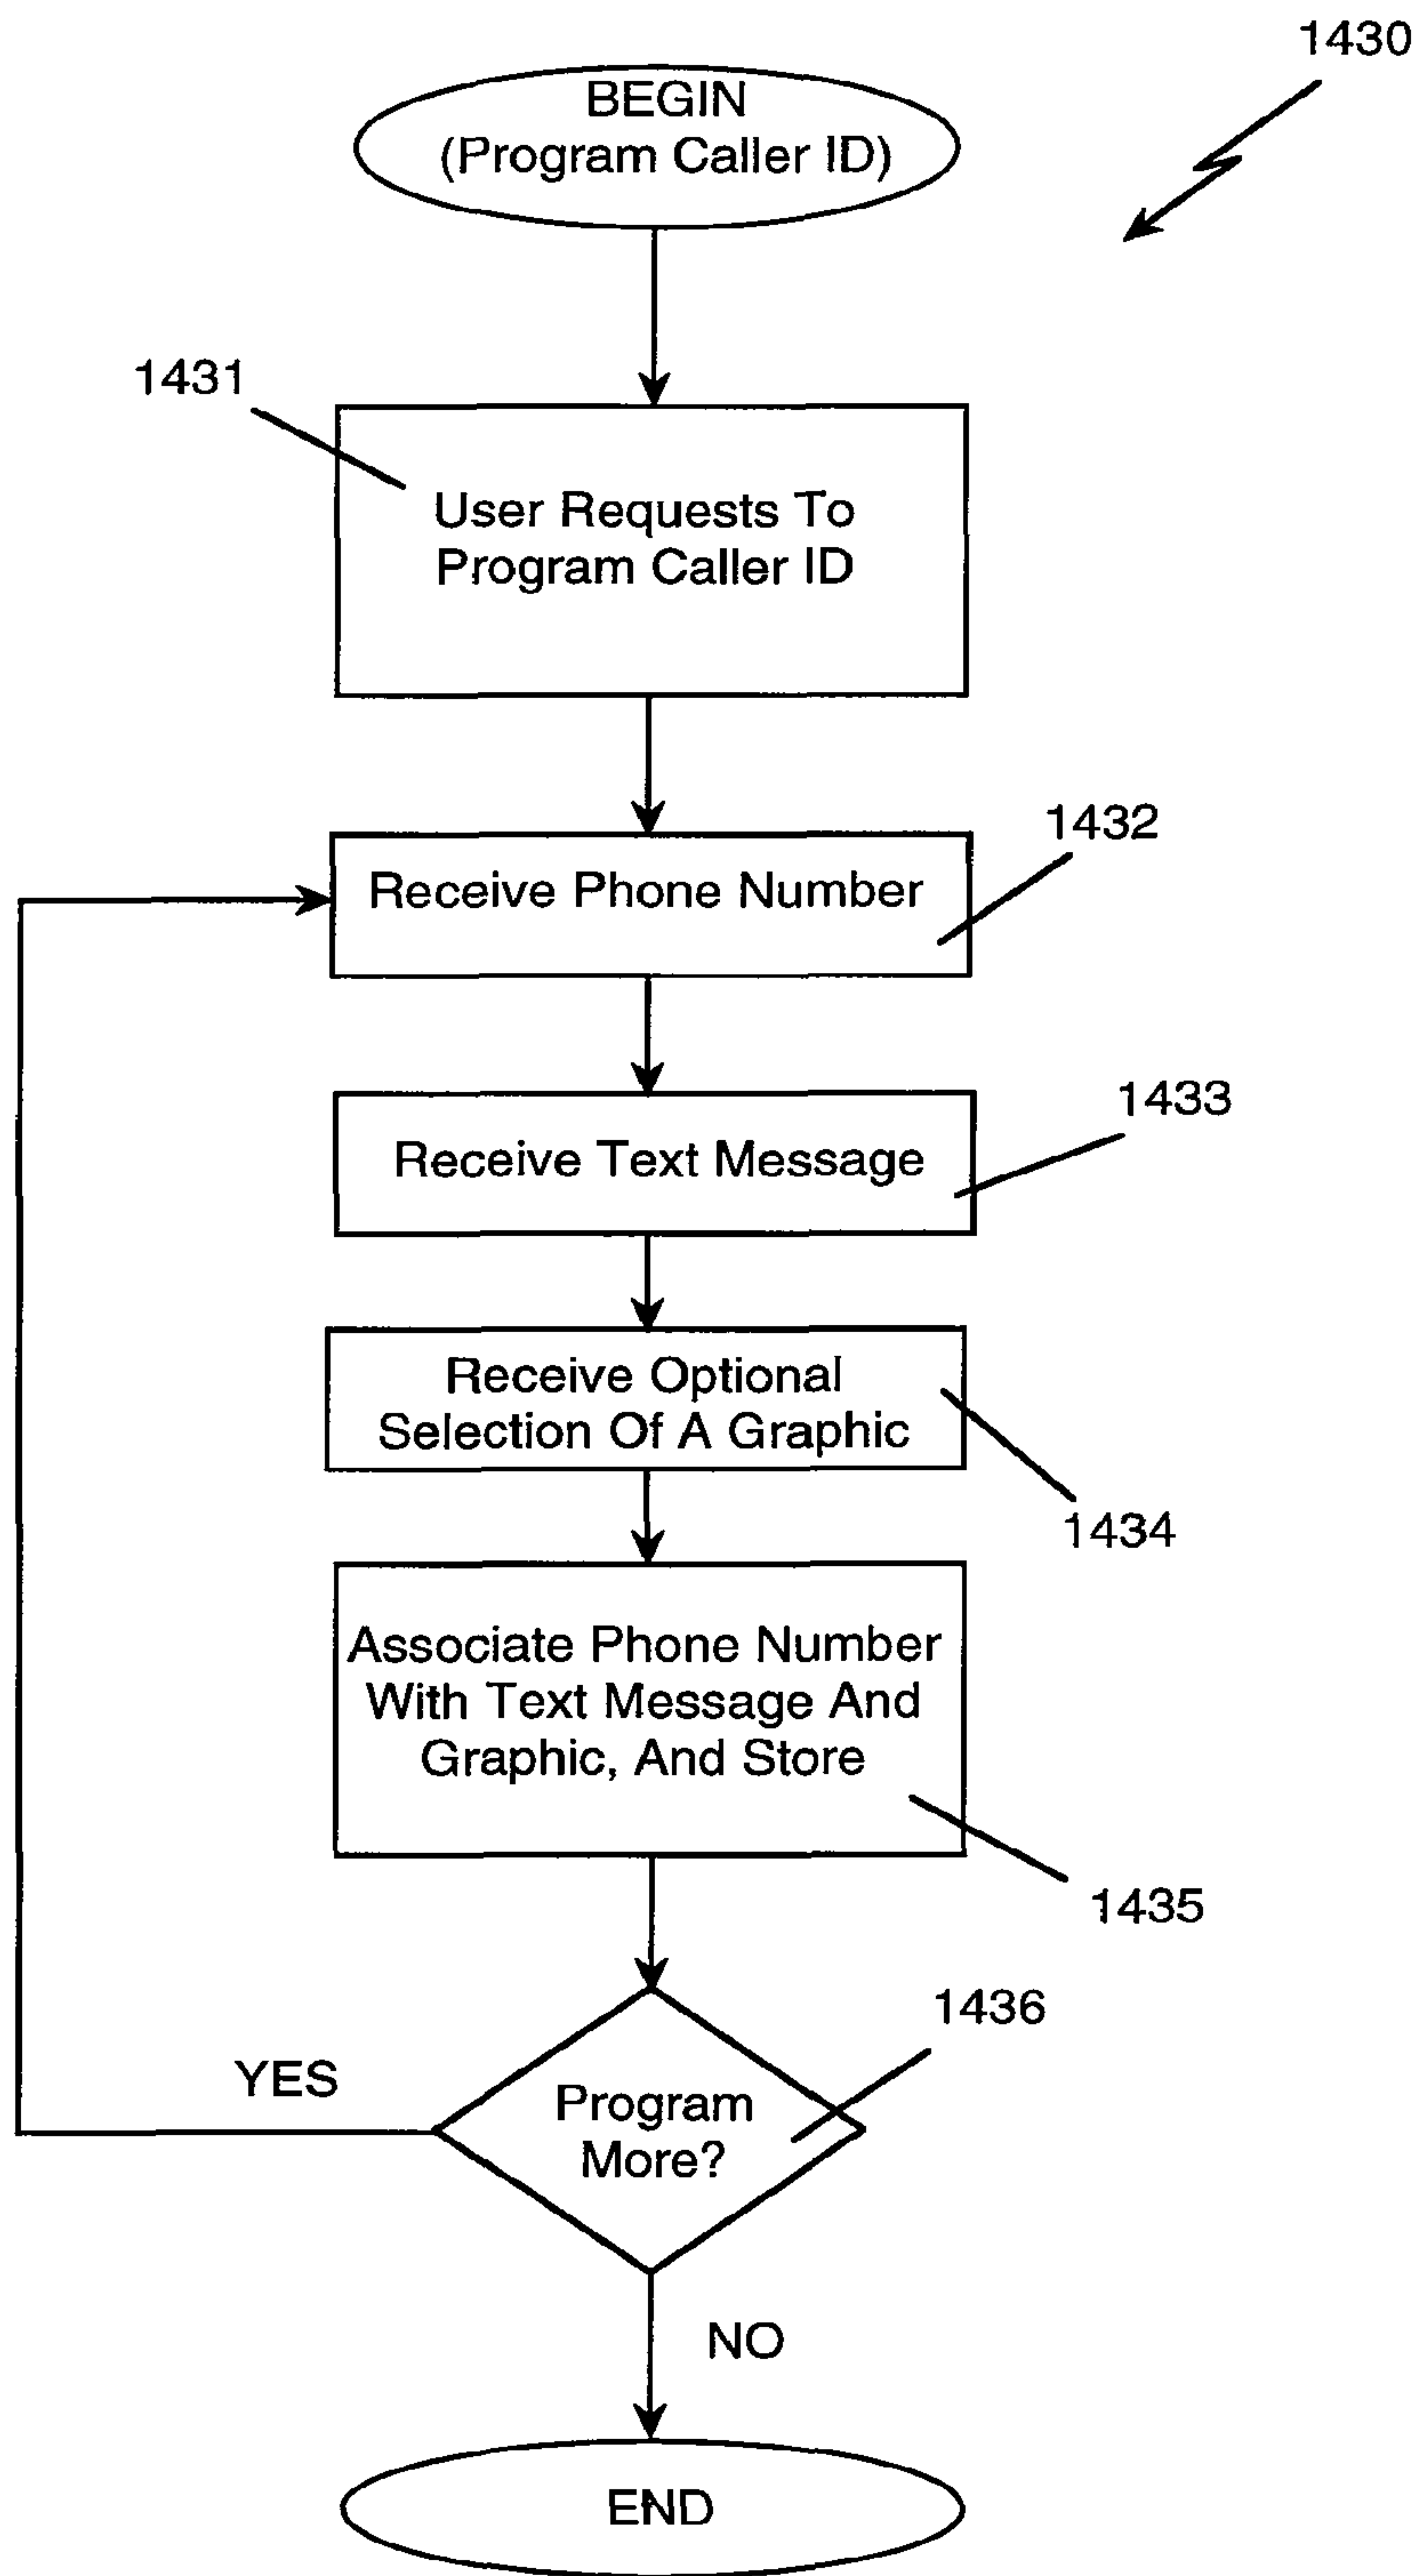 1430
BEGIN
(Program Caller ID)
1431
User Requests To
Program Caller ID
1432
Receive Phone Number
1433
Receive Text Message
Receive Optional
Selection Of A Graphic
1434
Associate Phone Number
With Text Message And
Graphic, And Store
1435
1436
YES
Program
More?
NO
END